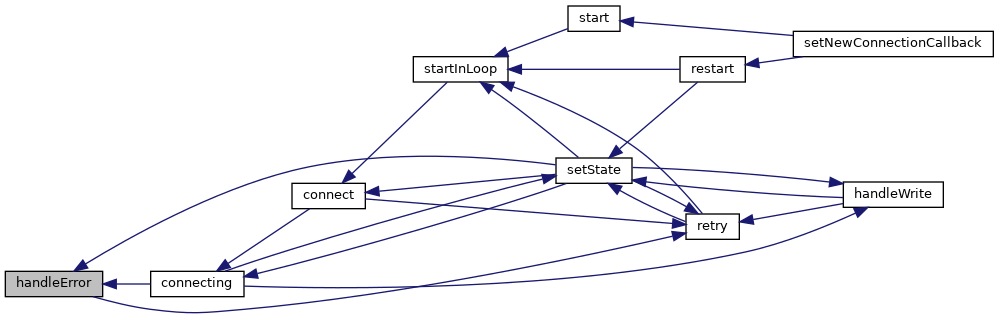 start
setNewConnectionCallback
startInLoop
restart
setState
connect
handleWrite
retry
handleError
connecting